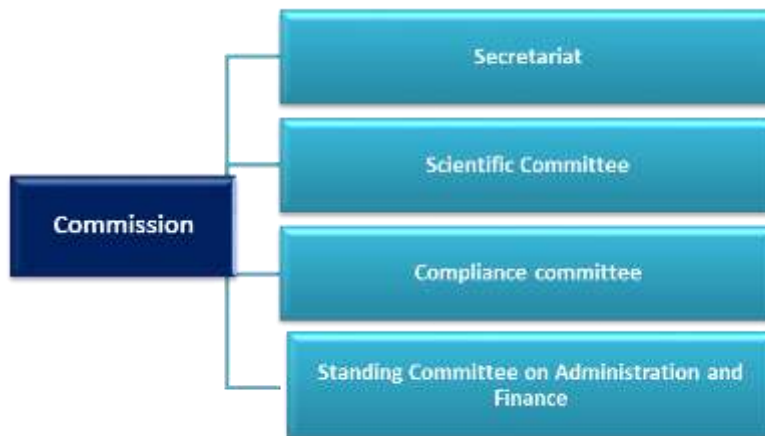 Secretariat
Scientific Committee
Commission
Compliance committee
Standing Committee on Administration and
Finance